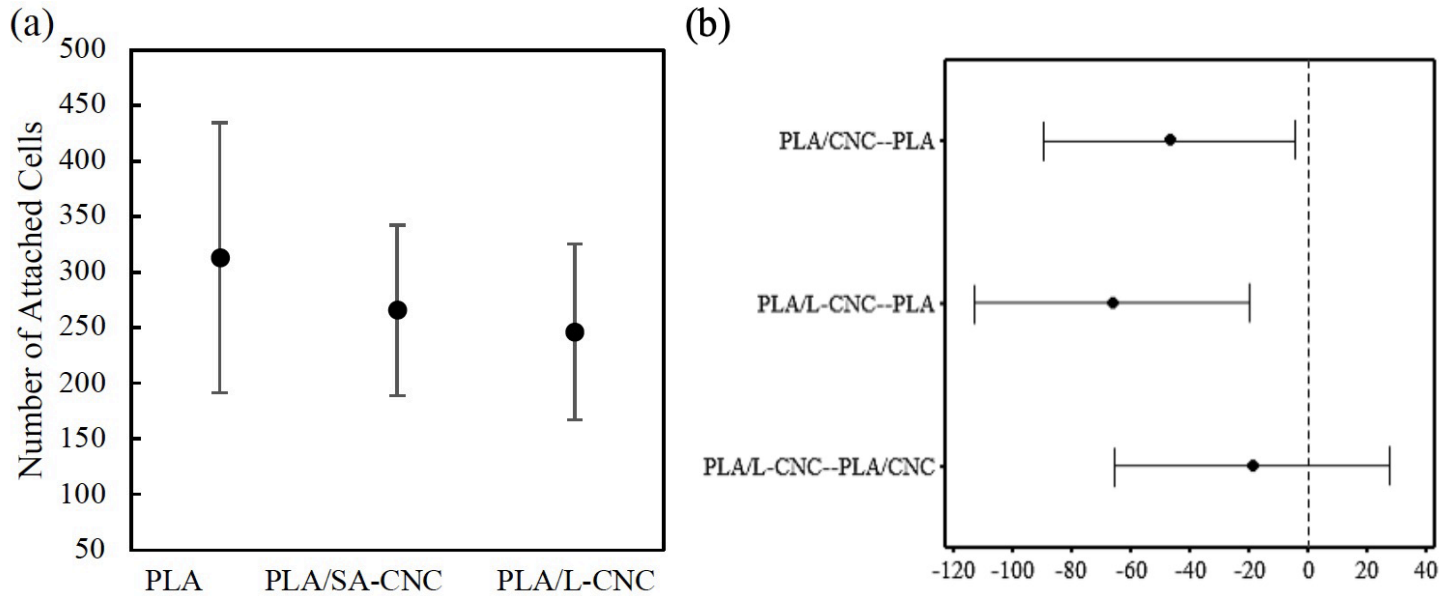 (a)
500
450
400
350
300
250
200
150
100
50
Number of Attached Cells
PLA PLA/SA-CNC PLA/L-CNC
(b)
PLA/CNC--PLA
PLA/L-CNC--PLA
PLA/L-CNC--PLA/CNC
-120 -100 -80 -60 -40 -20 0 20 40